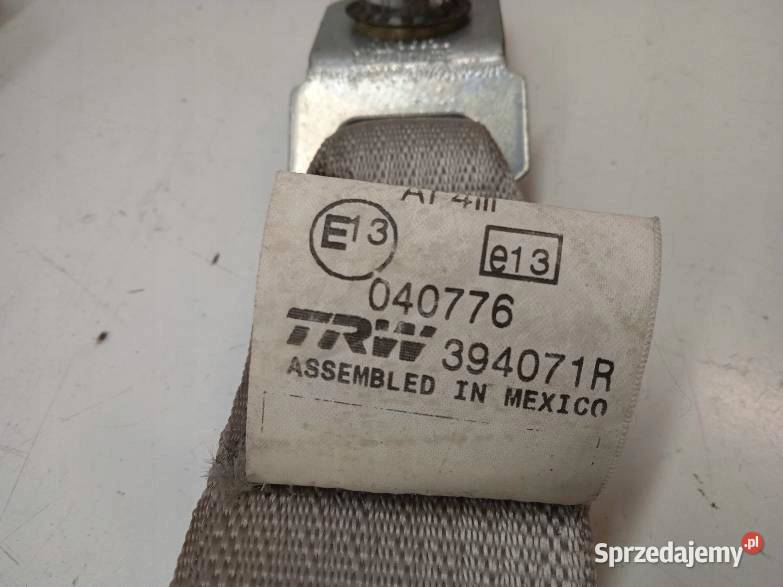 E13
e13
040776
TRW 394071R
ASSEMBLED IN MEXICO
Sprzedajemy.pl